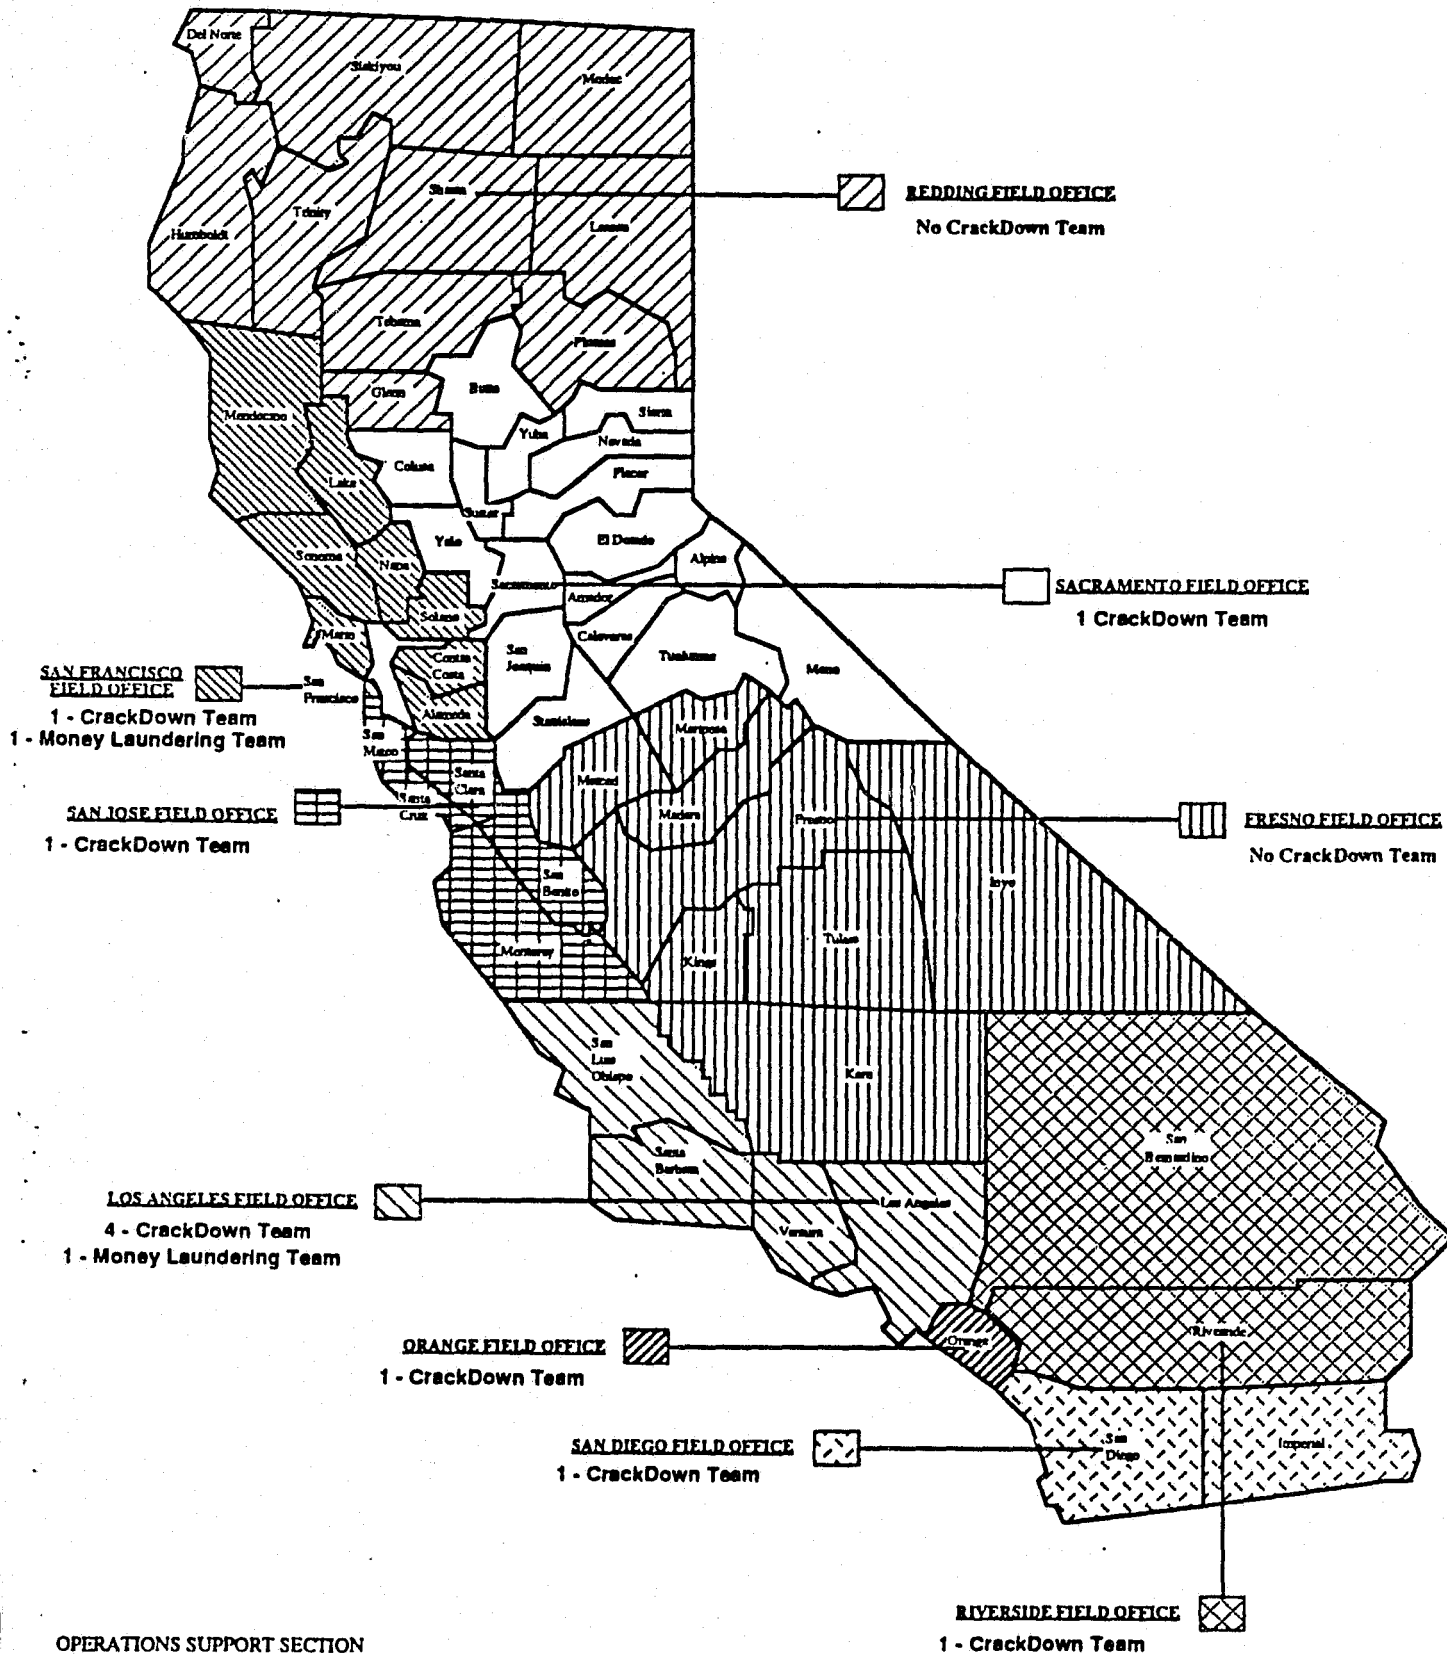 Del Norte
Siskiyou
Modoc
Shasta
REDDING FIELD OFFICE
No CrackDown Team
Trinity
Humboldt
Lassen
Tehama
Plumas
Glenn
Butte
Mendocino
Sierra
Yuba
Nevada
Colusa
Placer
Lake
Sutter
Yolo
El Dorado
Sonoma
Napa
Alpine
Sacramento
SACRAMENTO FIELD OFFICE
1 CrackDown Team
Amador
Solano
Marin
Calaveras
San
Joaquin
Contra
Costa
Tuolumne
Mono
SAN FRANCISCO
FIELD OFFICE
San
Francisco
1 - CrackDown Team
1 - Money Laundering Team
Alameda
Stanislaus
Mariposa
San
Mateo
Santa
Clara
Merced
Santa
Cruz
Madera
Fresno
SAN JOSE FIELD OFFICE
1 - CrackDown Team
FRESNO FIELD OFFICE
No CrackDown Team
San
Benito
Inyo
Monterey
Kings
Tulare
San
Luis
Obispo
Kern
Santa
Barbara
San
Bernardino
LOS ANGELES FIELD OFFICE
4 - CrackDown Team
1 - Money Laundering Team
Los Angeles
Ventura
ORANGE FIELD OFFICE
1 - CrackDown Team
Orange
Riverside
SAN DIEGO FIELD OFFICE
1 - CrackDown Team
San
Diego
Imperial
RIVERSIDE FIELD OFFICE
1 - CrackDown Team
OPERATIONS SUPPORT SECTION